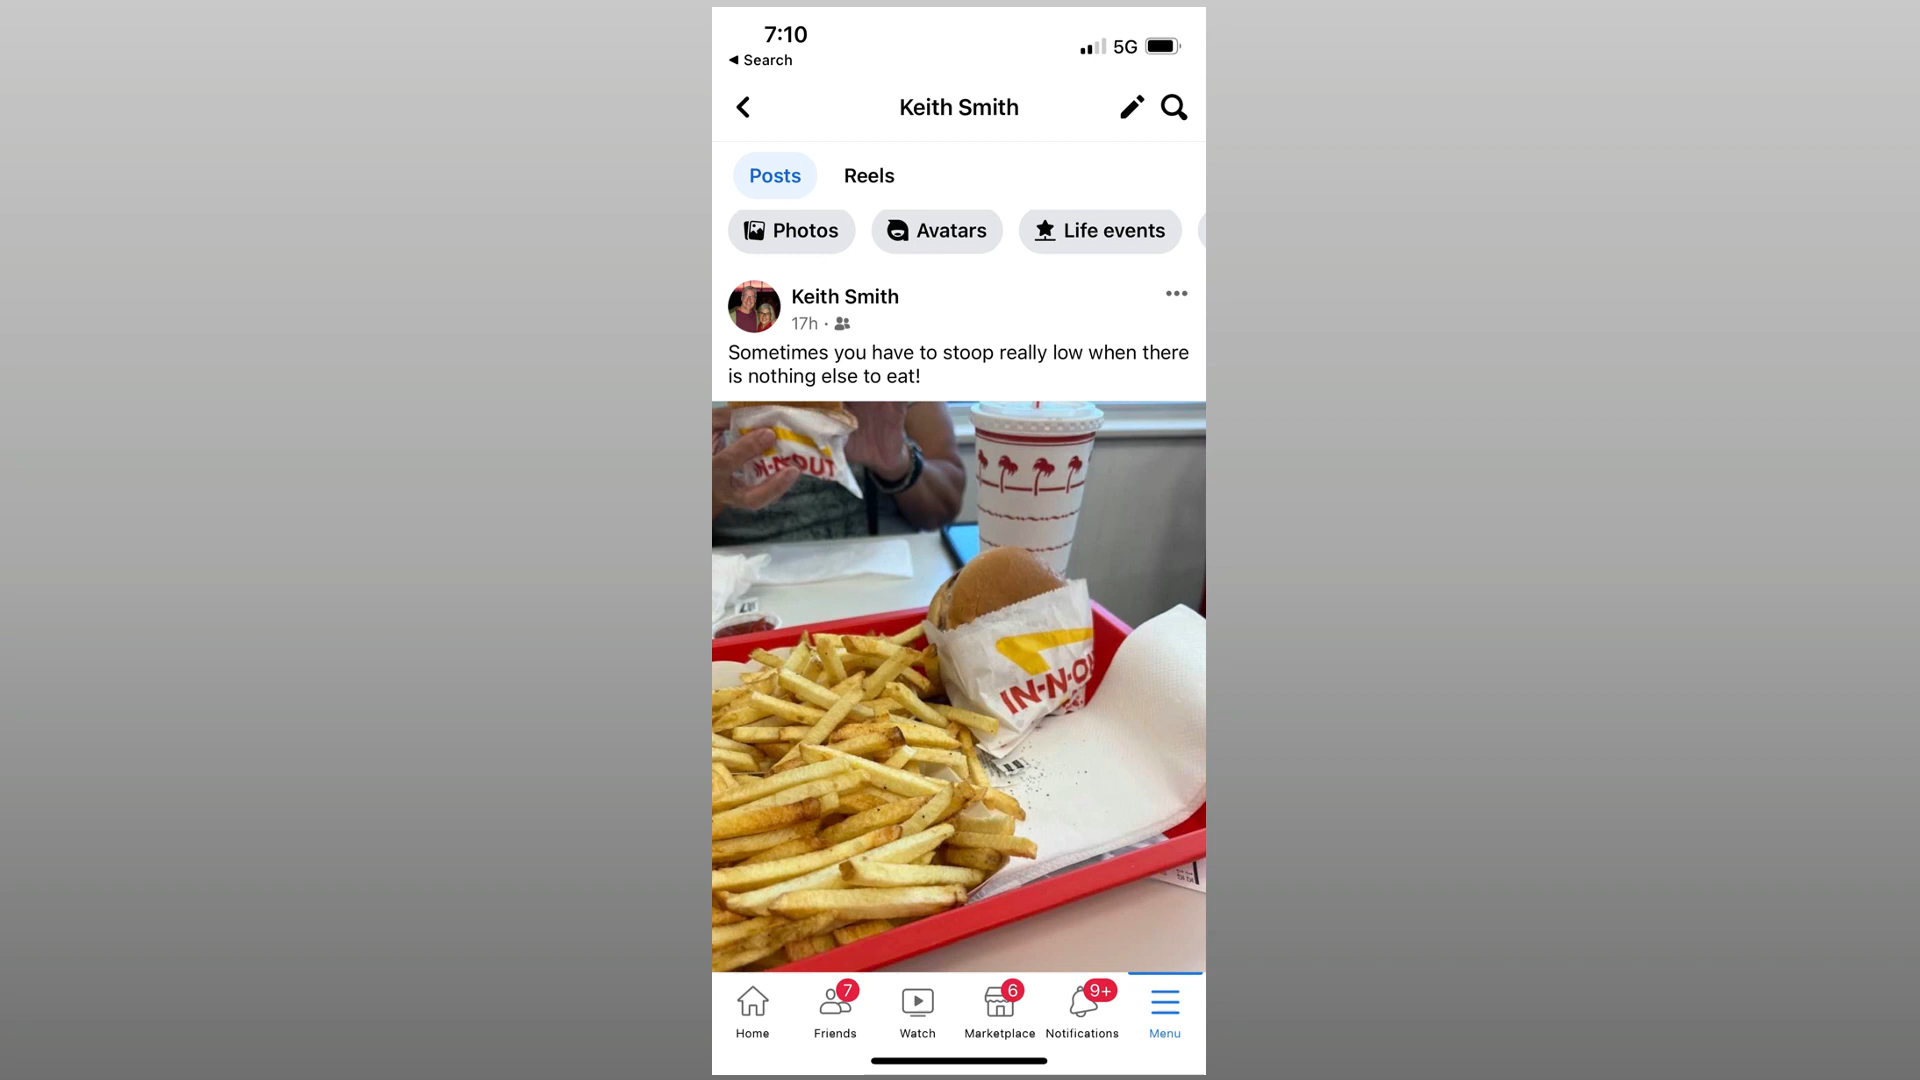 7:10
5G
Search
Keith Smith
Posts
Reels
Photos
Avatars
Life events
Keith Smith
17h ·
Sometimes you have to stoop really low when there
is nothing else to eat!
IN-N-OUT
IN-N-OU
7
6
9+
Home
Friends
Watch
Marketplace
Notifications
Menu